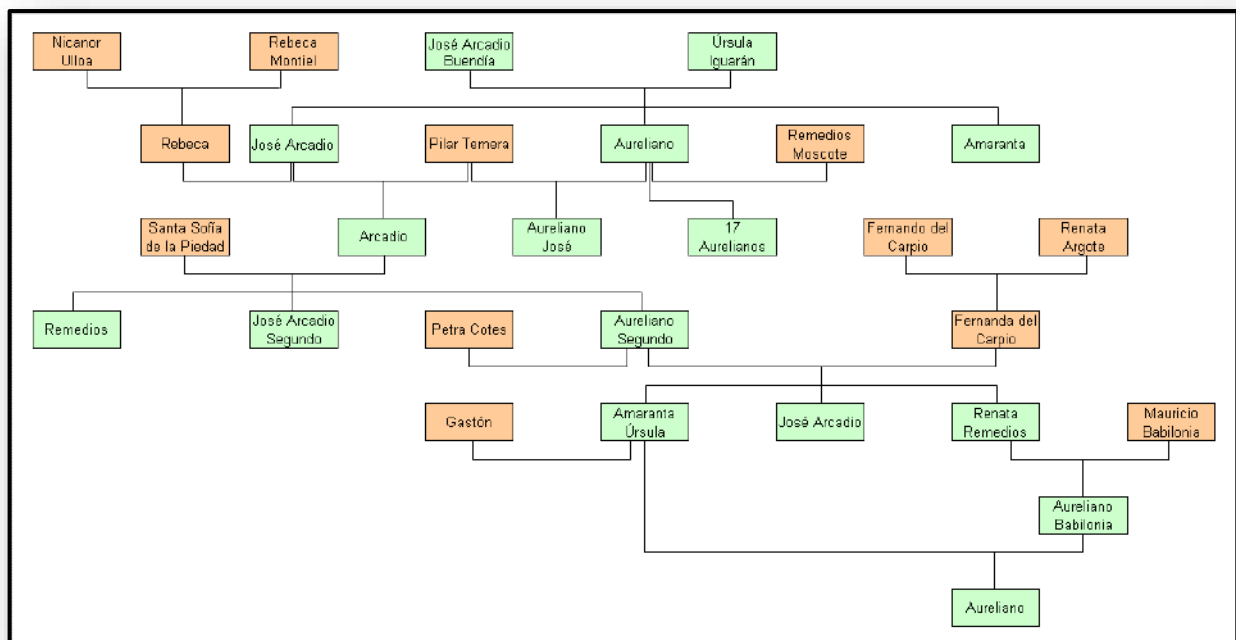 Nicanor
Ulloa
Rebeca
Montiel
José Arcadio
Buendía
Úrsula
Iguarán
Rebeca
José Arcadio
Pilar Ternera
Aureliano
Remedios
Moscote
Amaranta
Santa Sofía
de la Piedad
Arcadio
Aureliano
José
17
Aurelianos
Fernando del
Carpio
Renata
Argote
Remedios
José Arcadio
Segundo
Petra Cotes
Aureliano
Segundo
Fernanda del
Carpio
Gastón
Amaranta
Úrsula
José Arcadio
Renata
Remedios
Mauricio
Babilonia
Aureliano
Babilonia
Aureliano